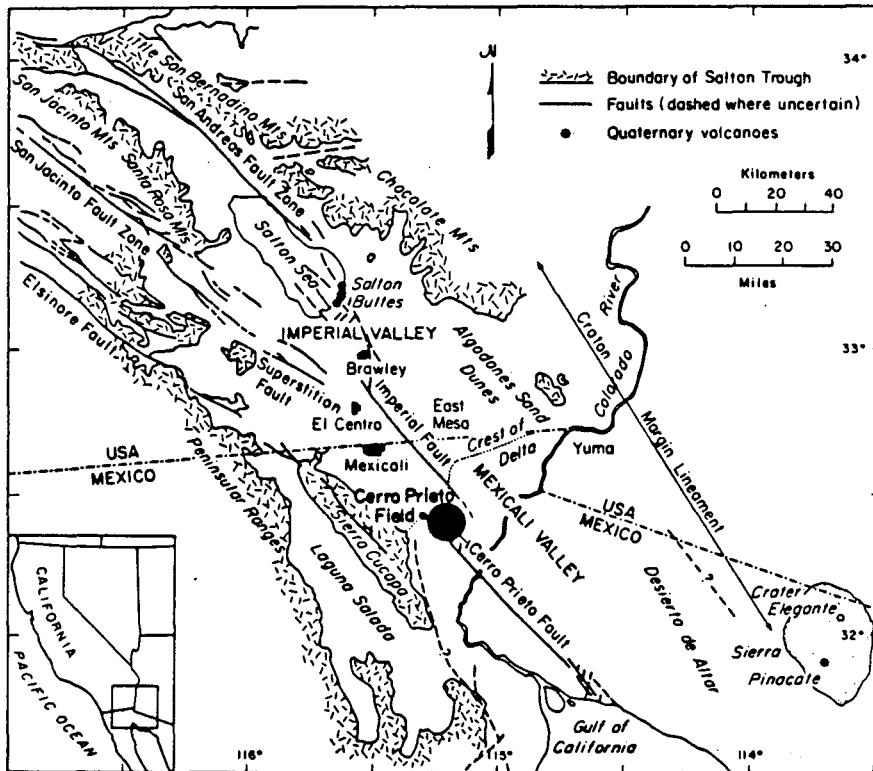 34°
N
Boundary of Salton Trough
Faults (dashed where uncertain)
Quaternary volcanoes
Kilometers
0 20 40
0 10 20 30
Miles
The San Bernadino Mts
San Andreas Fault Zone
San Jacinto Mts
Santa Rosa Mts
San Jacinto Fault Zone
Chocolate Mts
Salton Sea
Salton Buttes
Elsinore Fault
IMPERIAL VALLEY
33°
Brawley
Superstition
Fault
Algodones Sand
Dunes
Imperial Fault
El Centro
East
Mesa
Colorado River
Craton Margin Lineament
Crest of
Delta
Yuma
USA
MEXICO
Mexicali
Peninsular Ranges
Cerro Prieto
Field
MEXICALI VALLEY
USA
MEXICO
Sierra Cucapa
Laguna Salada
Cerro Prieto Fault
?
?
Desierta de Altar
Crater
Elegante
32°
Sierra
Pinacate
CALIFORNIA
PACIFIC OCEAN
Gulf of
California
116°
115°
114°